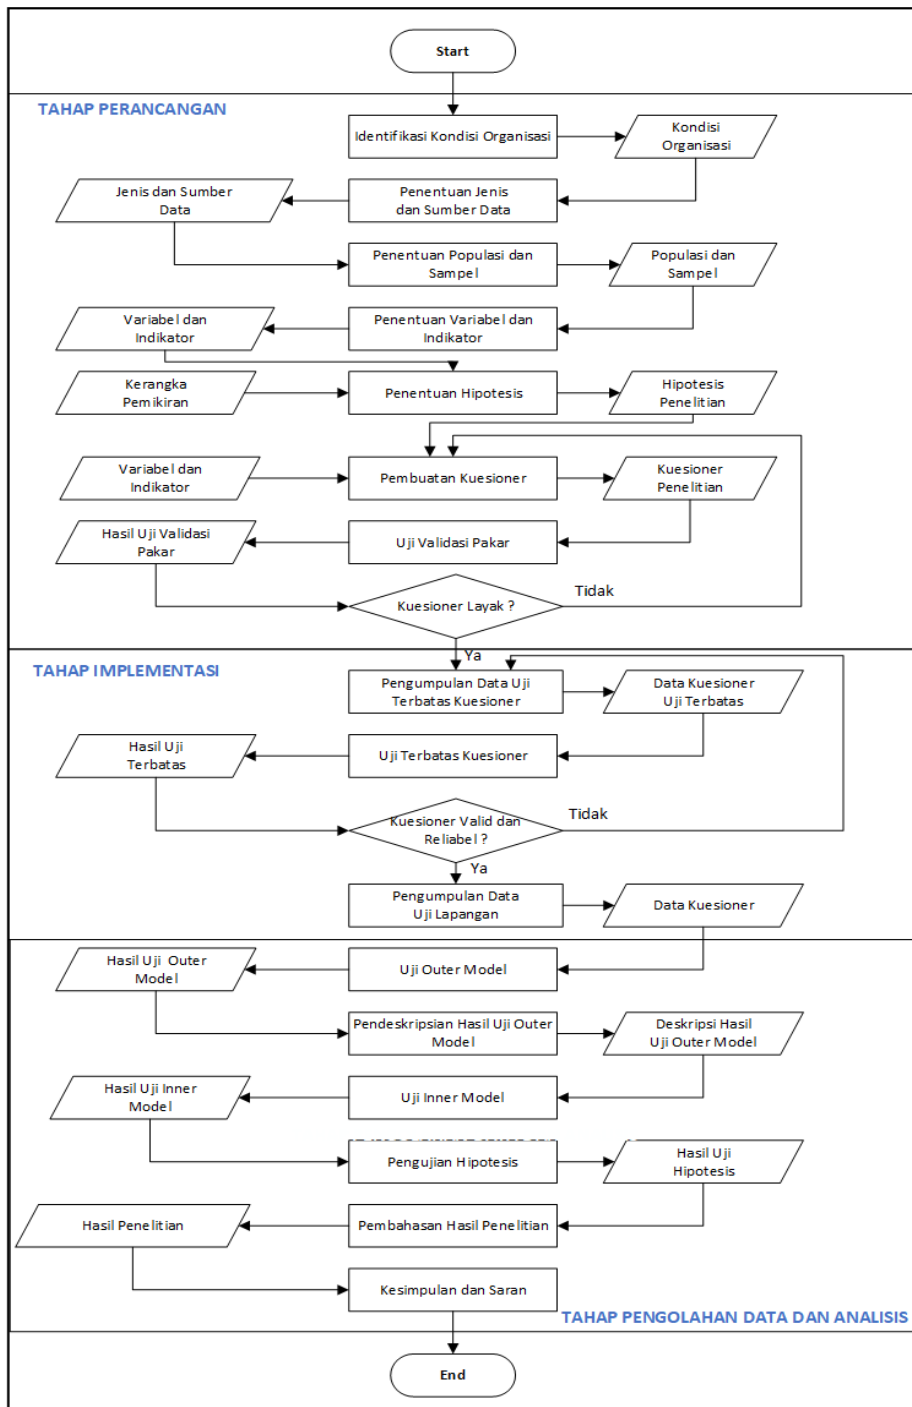 Start
TAHAP PERANCANGAN
Identifikasi Kondisi Organisasi
Kondisi
Organisasi
Jenis dan Sumber
Data
Penentuan Jenis
dan Sumber Data
Penentuan Populasi dan
Sampel
Populasi dan
Sampel
Variabel dan
Indikator
Penentuan Variabel dan
Indikator
Kerangka
Pemikiran
Penentuan Hipotesis
Hipotesis
Penelitian
Variabel dan
Indikator
Pembuatan Kuesioner
Kuesioner
Penelitian
Hasil Uji Validasi
Pakar
Uji Validasi Pakar
Kuesioner Layak ?
Tidak
Ya
TAHAP IMPLEMENTASI
Pengumpulan Data Uji
Terbatas Kuesioner
Data Kuesioner
Uji Terbatas
Hasil Uji
Terbatas
Uji Terbatas Kuesioner
Kuesioner Valid dan
Reliabel ?
Tidak
Ya
Pengumpulan Data
Uji Lapangan
Data Kuesioner
Hasil Uji Outer
Model
Uji Outer Model
Pendeskripsian Hasil Uji Outer
Model
Deskripsi Hasil
Uji Outer Model
Hasil Uji Inner
Model
Uji Inner Model
Pengujian Hipotesis
Hasil Uji
Hipotesis
Hasil Penelitian
Pembahasan Hasil Penelitian
Kesimpulan dan Saran
TAHAP PENGOLAHAN DATA DAN ANALISIS
End